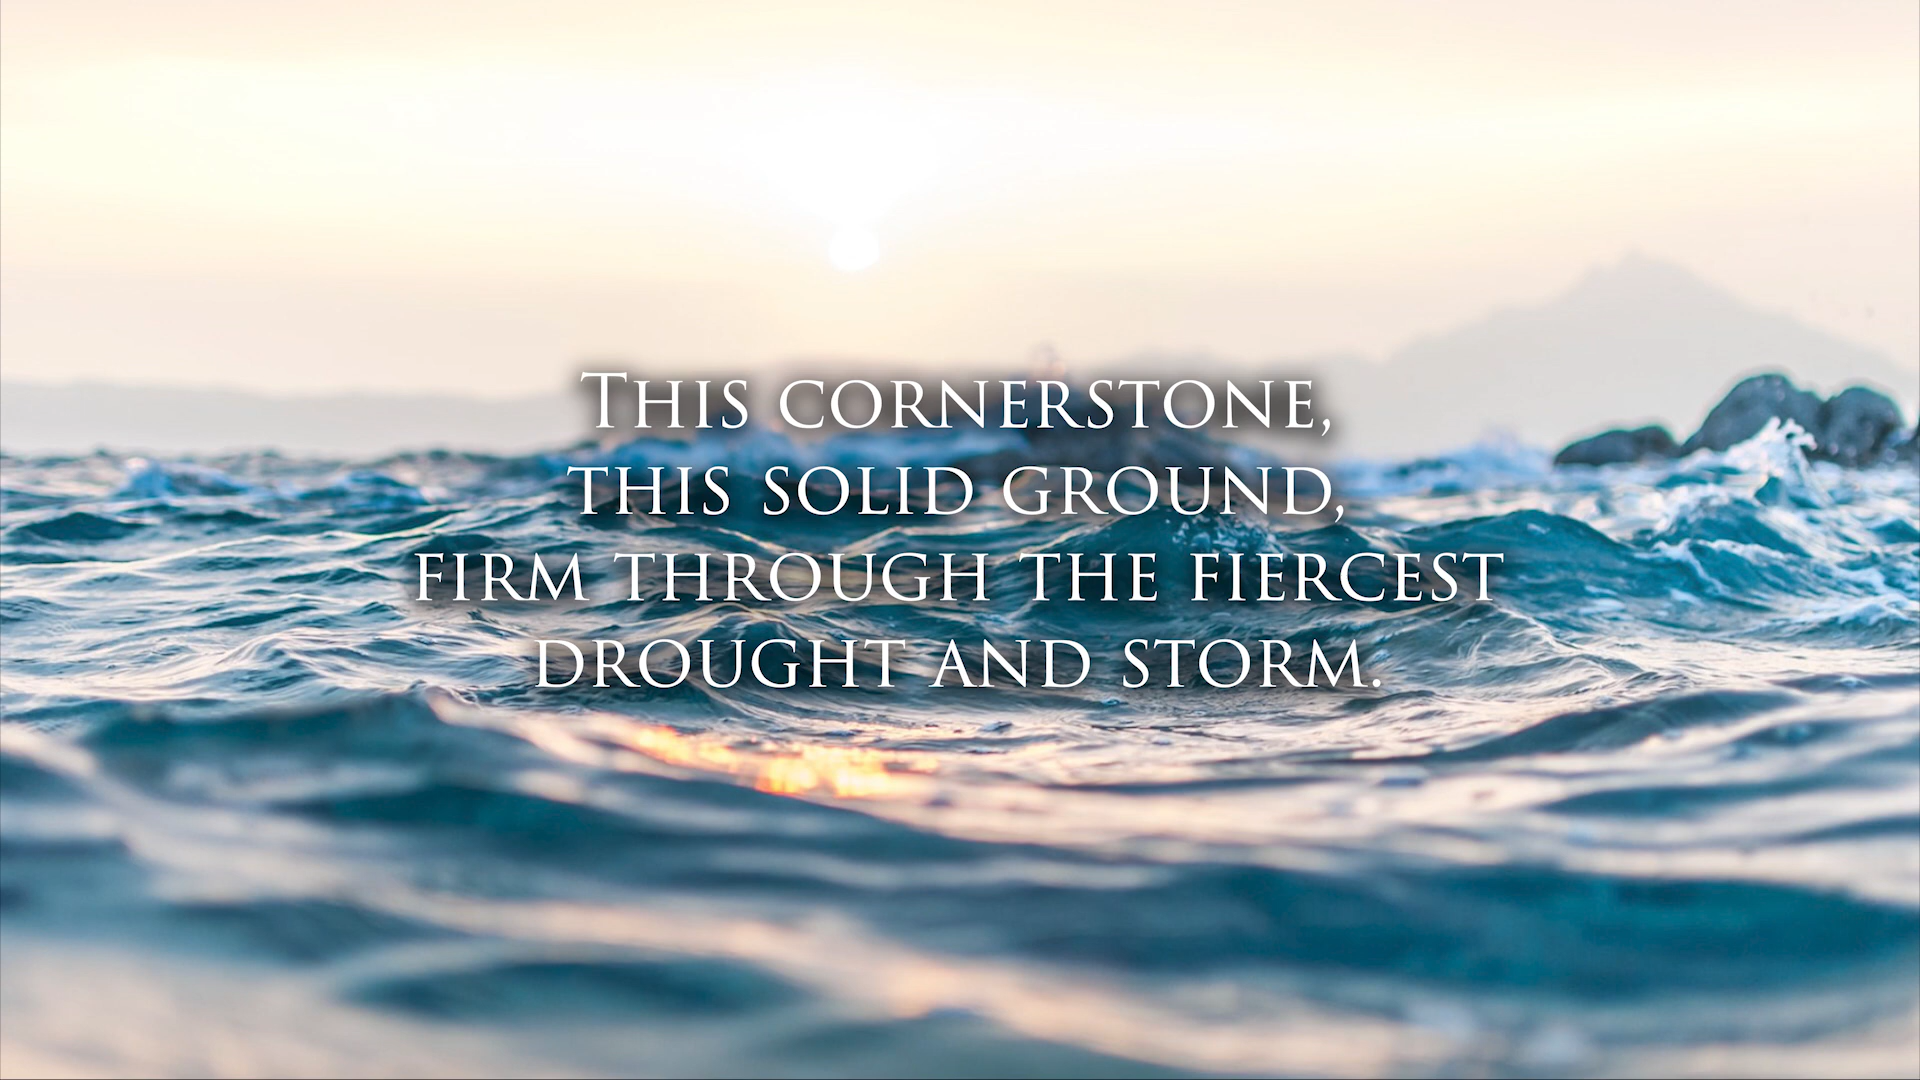 This cornerstone,
this solid ground,
firm through the fiercest
drought and storm.